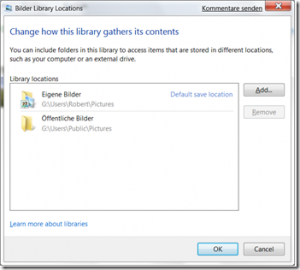 Bilder Library Locations
Kommentare senden
Change how this library gathers its contents
You can include folders in this library to access items that are stored in different locations,
such as your computer or an external drive.
Library locations
Eigene Bilder
Default save location
G:\Users\Robert\Pictures
Öffentliche Bilder
G:\Users\Public\Pictures
Add...
Remove
Learn more about libraries
OK
Cancel